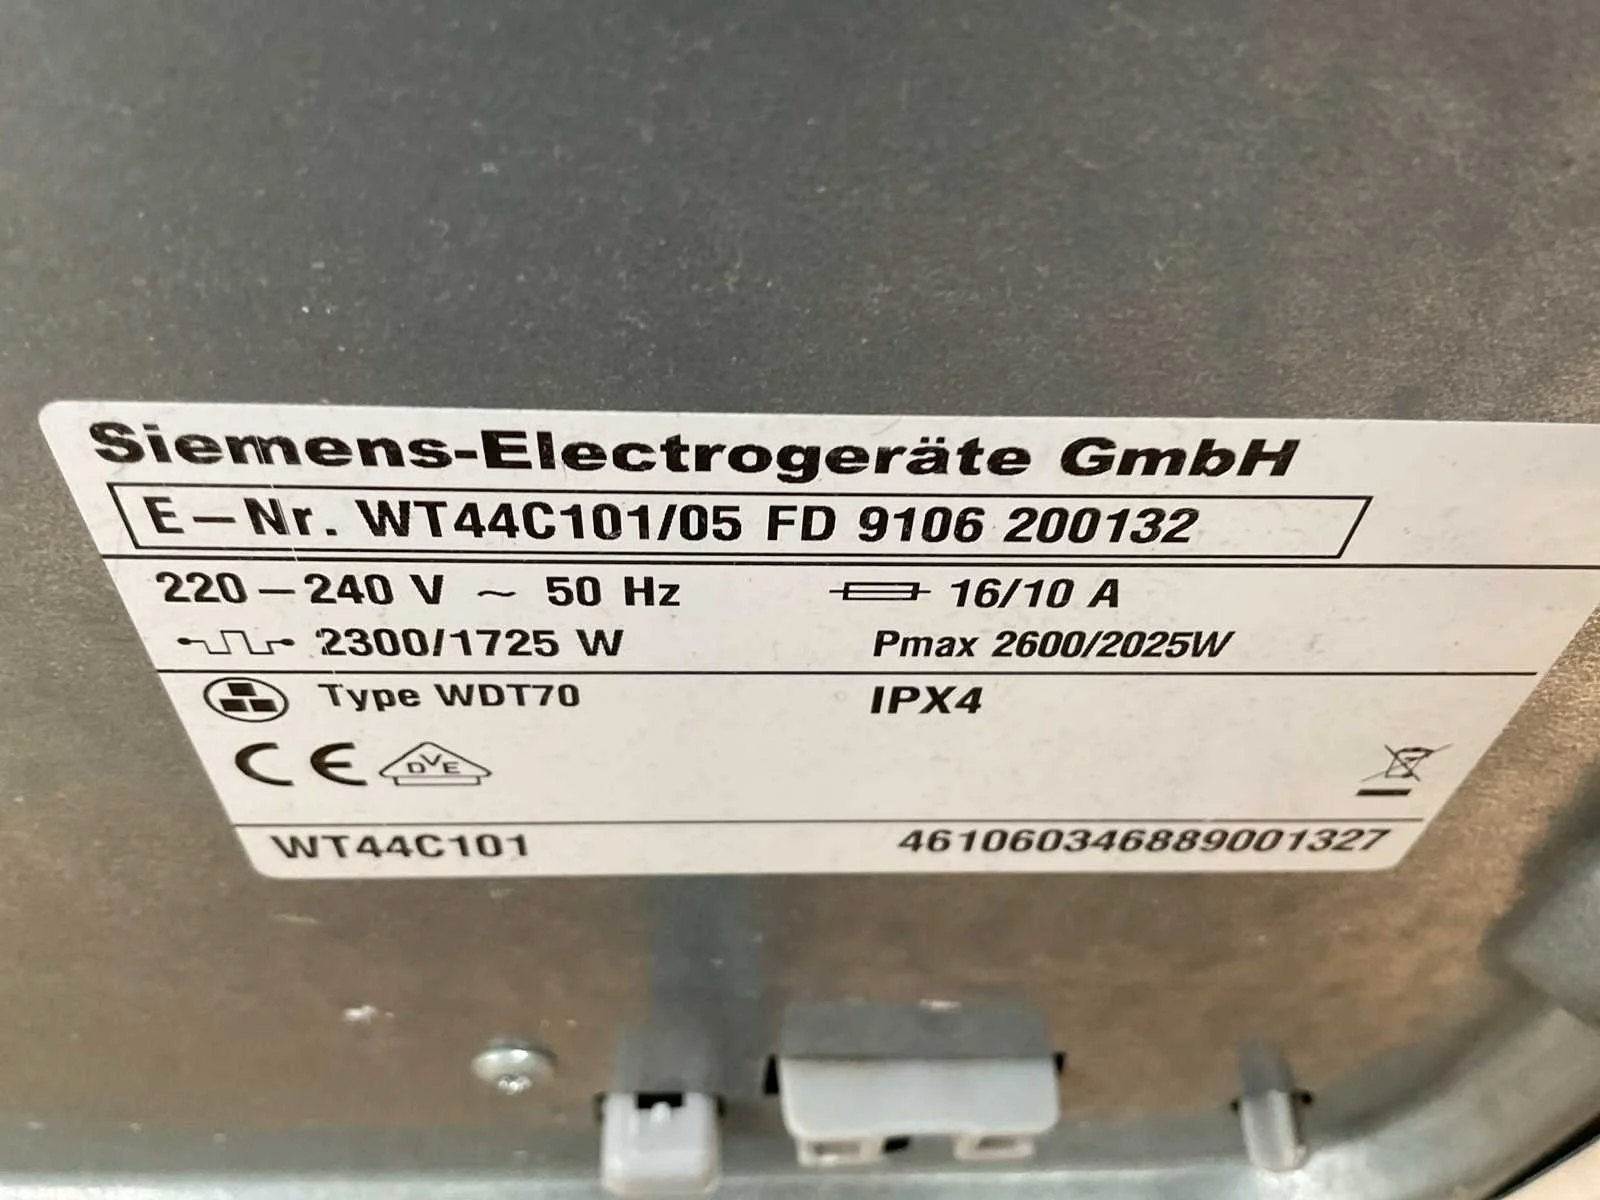 Siemens-Electrogeräte GmbH
E-Nr. WT44C101/05 FD 9106 200132
220-240 V ~ 50 Hz 16/10 A
2300/1725 W Pmax 2600/2025W
Type WDT70 IPX4
CE DVE
WT44C101 461060346889001327